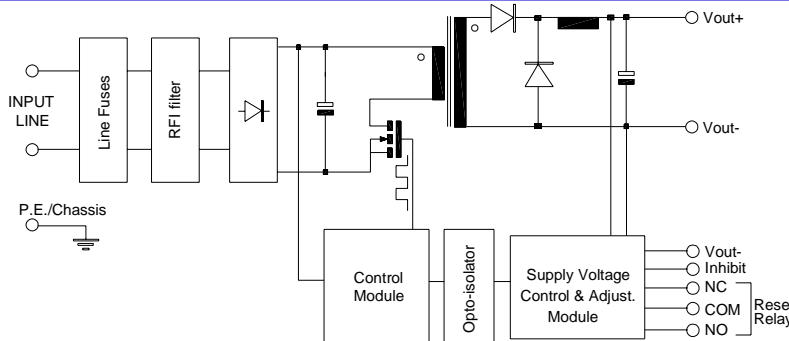 Vout+
INPUT
LINE
Line Fuses
RFI filter
Vout-
P.E./Chassis
Control
Module
Opto-isolator
Supply Voltage
Control & Adjust.
Module
Vout-
Inhibit
NC
COM
NO
Rese
Relay